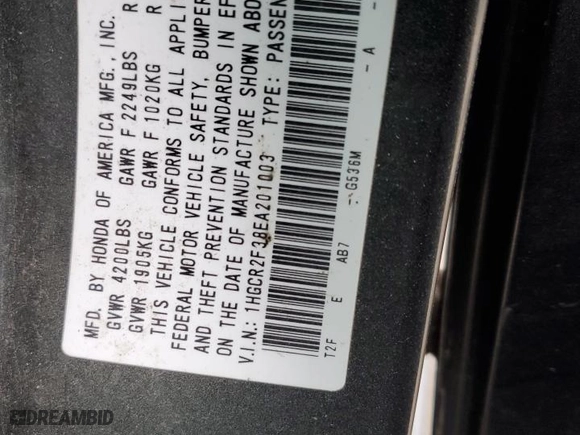 MFD. BY HONDA OF AMERICA MFG., INC.
GVWR 4200LBS GAWR F 2249LBS R
GVWR 1905KG GAWR F 1020KG R
THIS VEHICLE CONFORMS TO ALL APPLI
FEDERAL MOTOR VEHICLE SAFETY, BUMPER
AND THEFT PREVENTION STANDARDS IN EF
ON THE DATE OF MANUFACTURE SHOWN ABO
V.I.N.: 1HGCR2F38EA201003 TYPE: PASSEN
T2F E AB7 - G536M - A -
DREAMBID